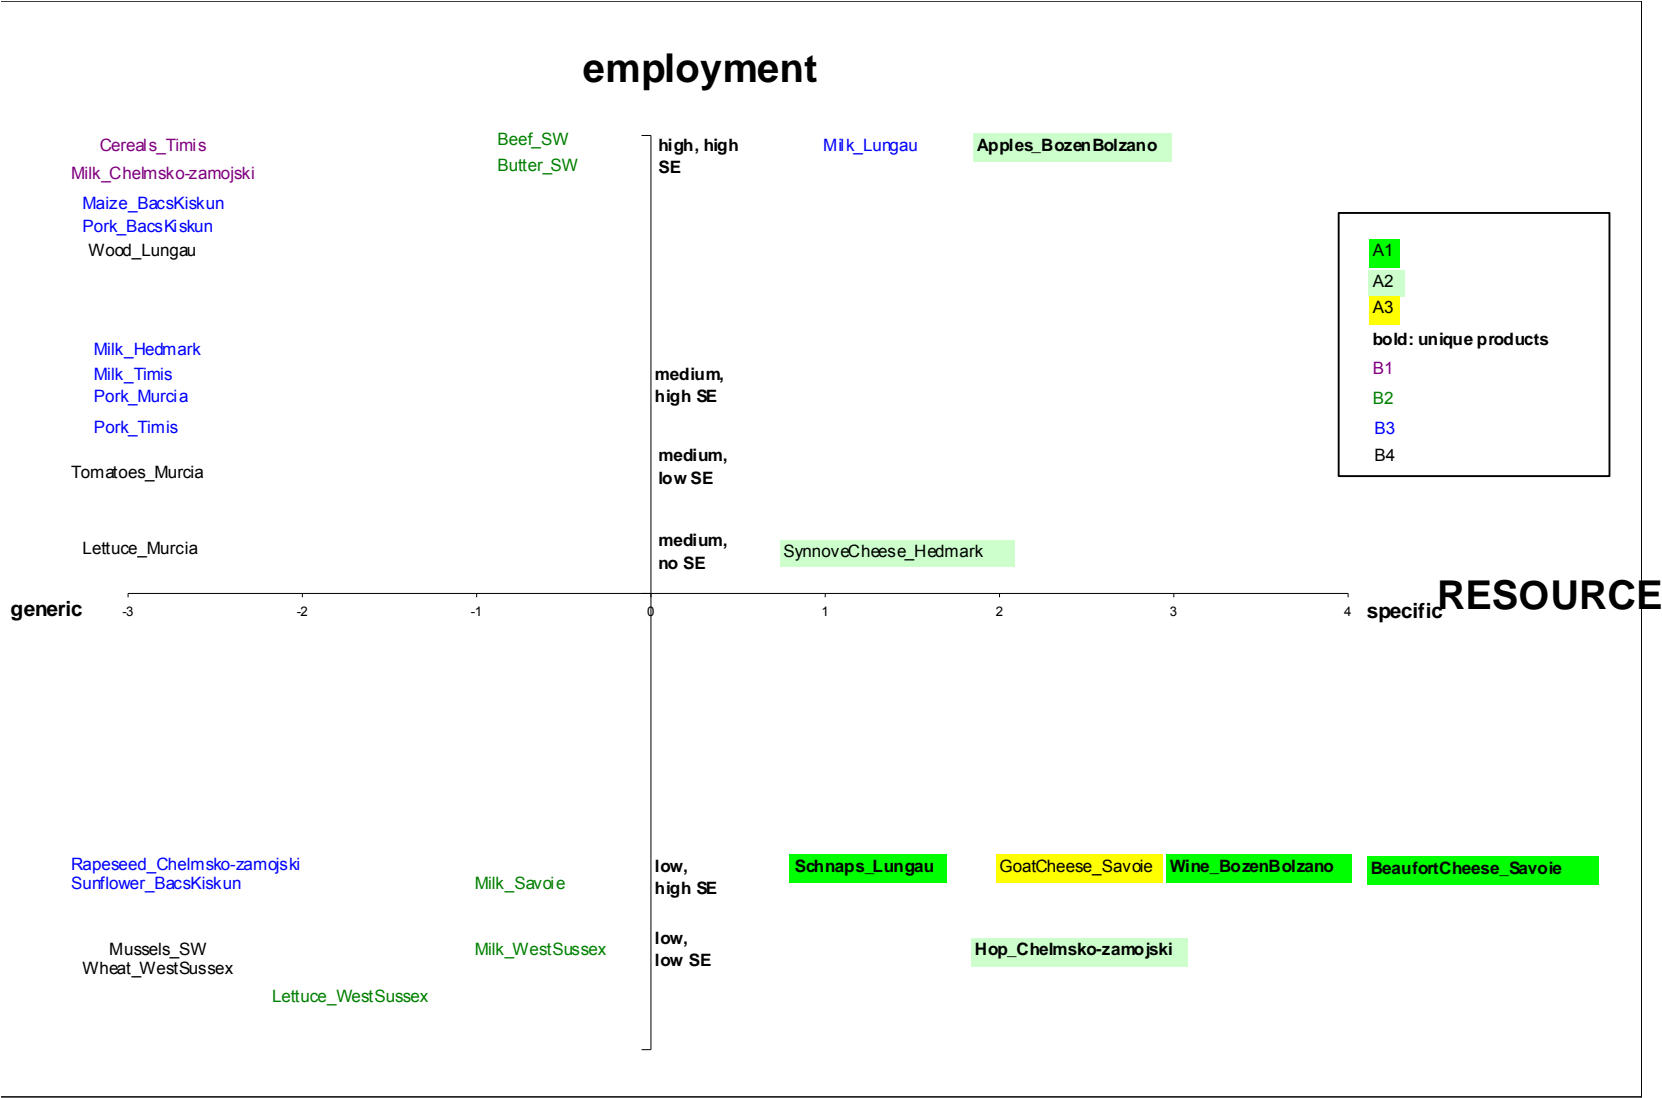 employment
Cereals_Timis
Beef_SW
high, high
SE
Milk_Lungau
Apples_BozenBolzano
Butter_SW
Milk_Chelmsko-zamojski
Maize_BacsKiskun
Pork_BacsKiskun
Wood_Lungau
A1
A2
A3
bold: unique products
B1
B2
B3
B4
Milk_Hedmark
Milk_Timis
Pork_Murcia
Pork_Timis
medium,
high SE
Tomatoes_Murcia
medium,
low SE
Lettuce_Murcia
medium,
no SE
SynnoveCheese_Hedmark
generic
-3 -2 -1 0 1 2 3 4
specific
RESOURCE
Rapeseed_Chelmsko-zamojski
Sunflower_BacsKiskun
Milk_Savoie
low,
high SE
Schnaps_Lungau
GoatCheese_Savoie
Wine_BozenBolzano
BeaufortCheese_Savoie
Mussels_SW
Wheat_WestSussex
Milk_WestSussex
low,
low SE
Hop_Chelmsko-zamojski
Lettuce_WestSussex